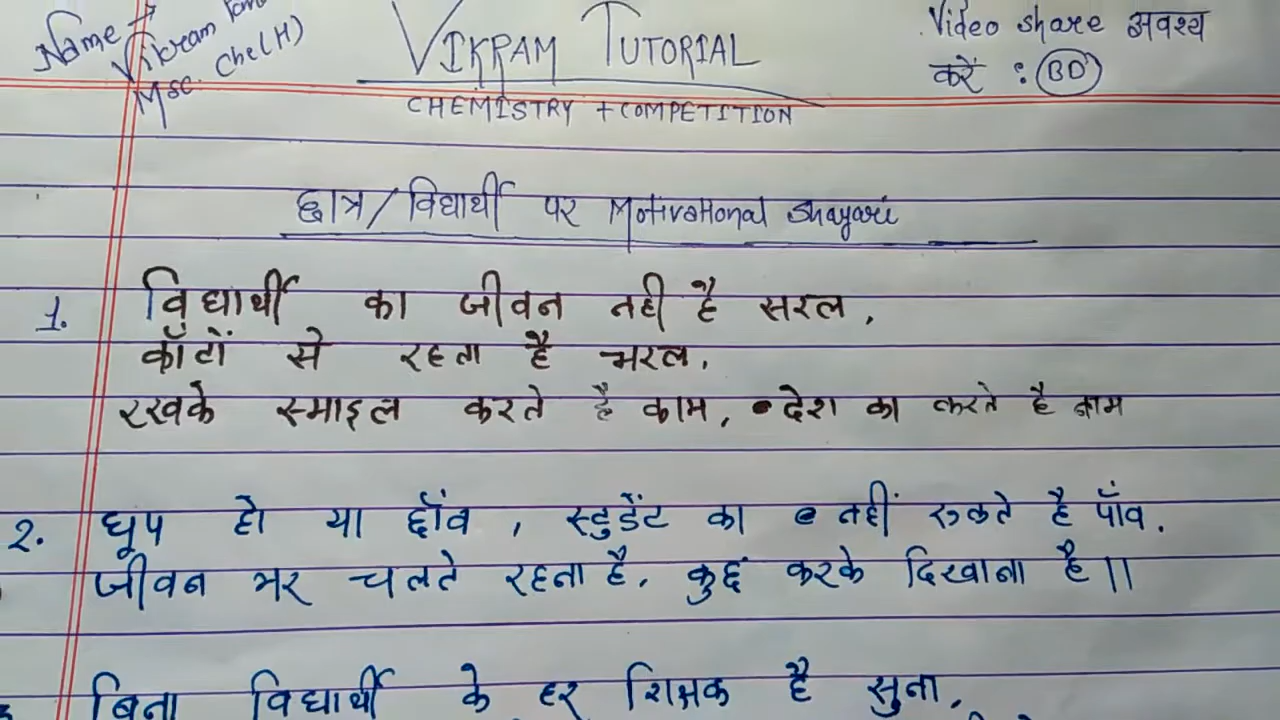 Name → Vikram
Msc. Che(H)
VIKRAM TUTORIAL
CHEMISTRY + COMPETITION
Video share अवश्य
करें : BD
छात्र/विद्यार्थी पर Motivational shayari
1. विद्यार्थी का जीवन नही है सरल,
काँटों से रहता है भरल,
रखके स्माइल करते है काम, देश का करते है नाम
2. धूप हो या छाँव, स्टुडेंट का नहीं रुकते है पाँव.
जीवन भर चलते रहना है. कुछ करके दिखाना है||
बिना विद्यार्थी के हर शिक्षक है सुना,